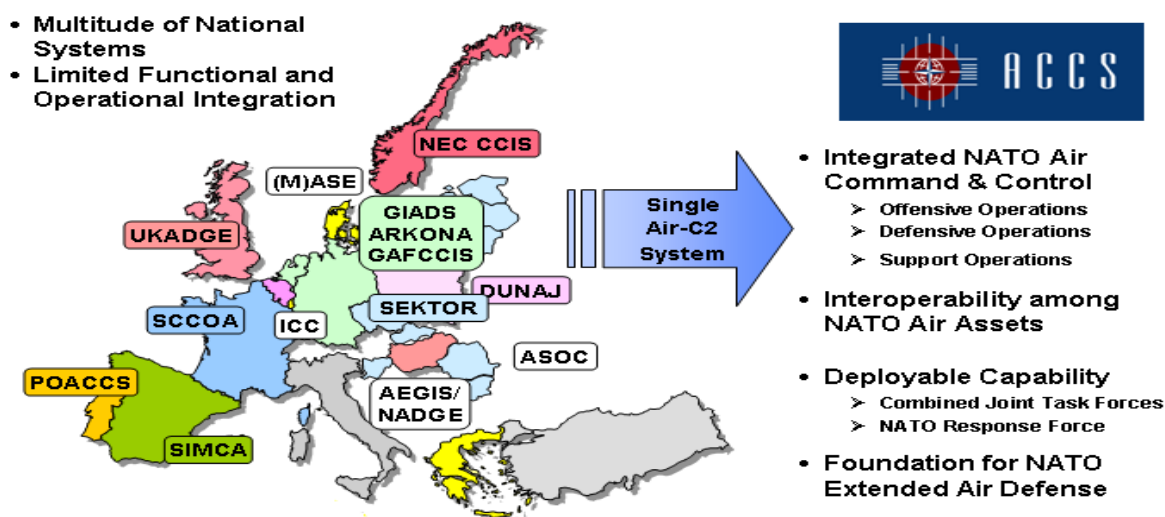 • Multitude of National
Systems
• Limited Functional and
Operational Integration
NEC CCIS
(M)ASE
GIADS
ARKONA
GAFCCIS
UKADGE
DUNAJ
SEKTOR
SCCOA
ICC
ASOC
POACCS
AEGIS/
NADGE
SIMCA
Single
Air-C2
System
ACCS
• Integrated NATO Air
Command & Control
➢ Offensive Operations
➢ Defensive Operations
➢ Support Operations
• Interoperability among
NATO Air Assets
• Deployable Capability
➢ Combined Joint Task Forces
➢ NATO Response Force
• Foundation for NATO
Extended Air Defense